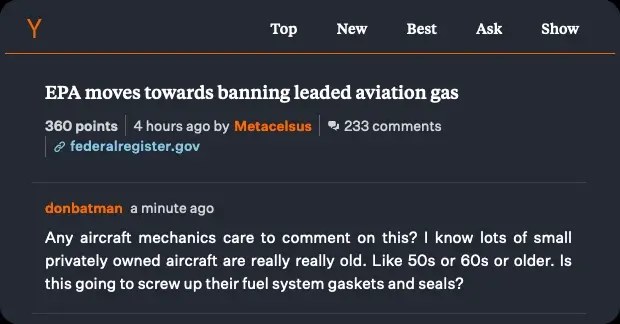 Y Top New Best Ask Show
EPA moves towards banning leaded aviation gas
360 points 4 hours ago by Metacelsus 233 comments
federalregister.gov
donbatman a minute ago
Any aircraft mechanics care to comment on this? I know lots of small
privately owned aircraft are really really old. Like 50s or 60s or older. Is
this going to screw up their fuel system gaskets and seals?